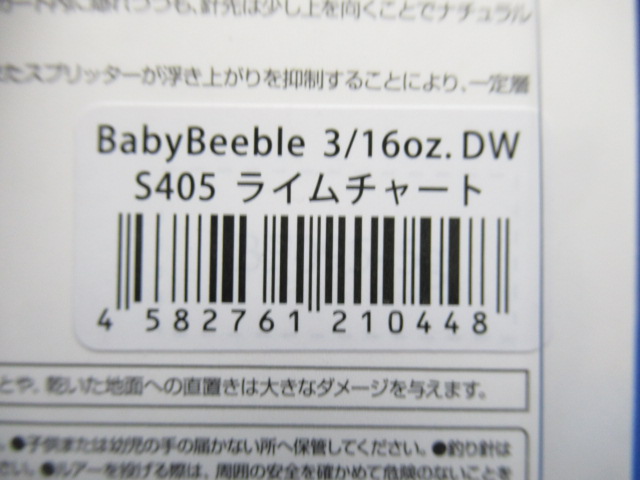 つつも、針先は少し上を向くことでナチュラル
たスプリッターが浮き上がりを抑制することにより、一定層
BabyBeeble 3/16oz. DW
S405 ライムチャート
4 582761 210448
とや、乾いた地面への直置きは大きなダメージを与えます。
●子供または幼児の手の届かない所へ保管してください。●釣り針は
さい。●ルアーを投げる際は、周囲の安全を確かめて危険のないことを